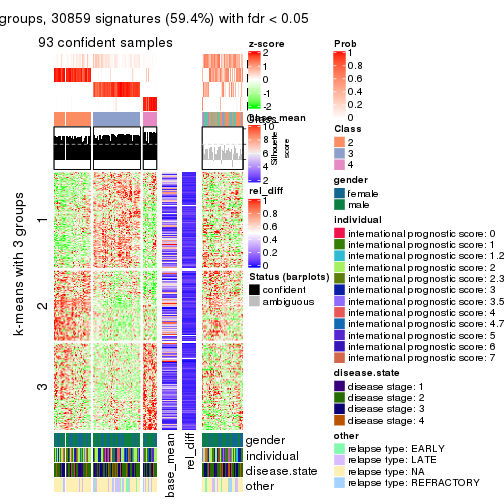 groups, 30859 signatures (59.4%) with fdr < 0.05
93 confident samples
k-means with 3 groups
1
2
3
z-score
2
1
0
-1
-2
base_mean
10
8
6
4
2
Silhouette
score
rel_diff
1
0.8
0.6
0.4
0.2
0
Status (barplots)
confident
ambiguous
base_mean
rel_diff
gender
individual
disease.state
other
Prob
1
0.8
0.6
0.4
0.2
0
Class
2
3
4
gender
female
male
individual
international prognostic score: 0
international prognostic score: 1
international prognostic score: 1.2
international prognostic score: 2
international prognostic score: 2.3
international prognostic score: 3
international prognostic score: 3.5
international prognostic score: 4
international prognostic score: 4.7
international prognostic score: 5
international prognostic score: 6
international prognostic score: 7
disease.state
disease stage: 1
disease stage: 2
disease stage: 3
disease stage: 4
other
relapse type: EARLY
relapse type: LATE
relapse type: NA
relapse type: REFRACTORY